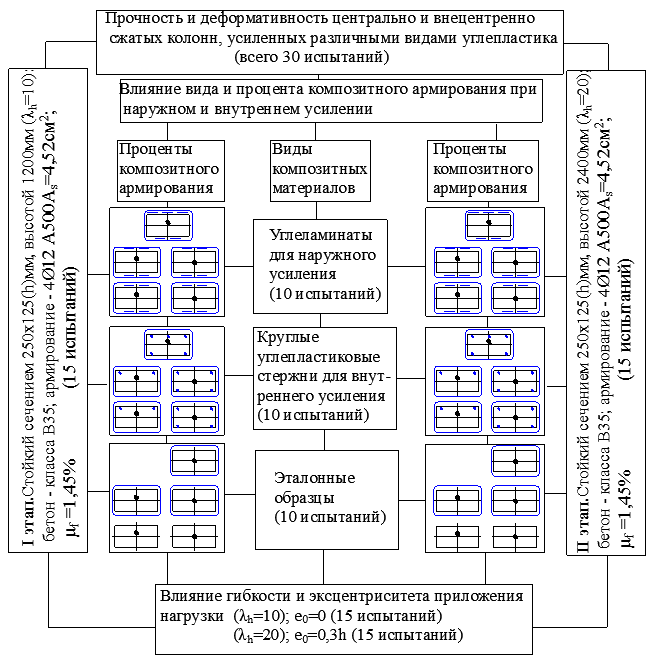 Прочность и деформативность центрально и внецентренно
сжатых колонн, усиленных различными видами углепластика
(всего 30 испытаний)
Влияние вида и процента композитного армирования при
наружном и внутреннем усилении
Проценты
композитного
армирования
Виды
композитных
материалов
Проценты
композитного
армирования
I этап.Стойкий сечением 250х125(h)мм, высотой 1200мм (λh=10);
бетон - класса В35; армирование - 4Ø12 А500As=4,52см²;
μf =1,45% (15 испытаний)
Углеламинаты
для наружного
усиления
(10 испытаний)
Круглые
углепластиковые
стержни для внут-
реннего усиления
(10 испытаний)
Эталонные
образцы
(10 испытаний)
II этап.Стойкий сечением 250х125(h)мм, высотой 2400мм (λh=20);
бетон - класса В35; армирование - 4Ø12 А500As=4,52см²;
μf =1,45% (15 испытаний)
Влияние гибкости и эксцентриситета приложения
нагрузки (λh=10); e0=0 (15 испытаний)
(λh=20); e0=0,3h (15 испытаний)